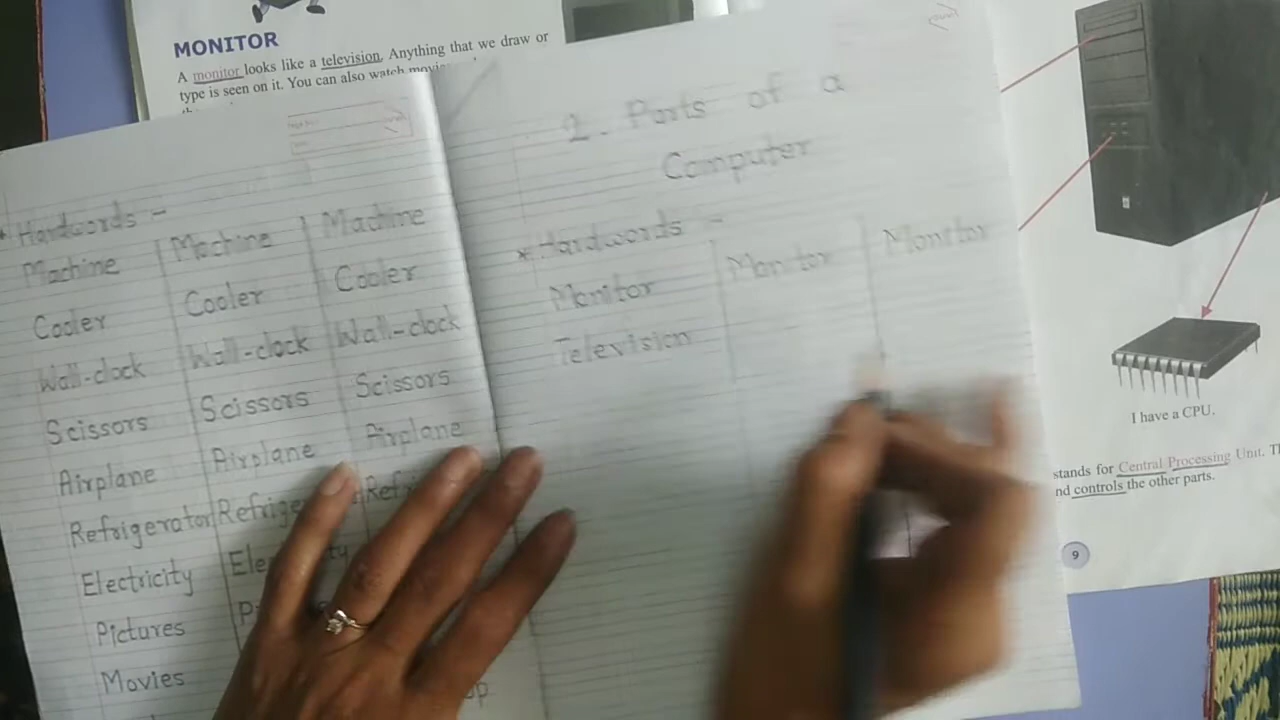 MONITOR
A monitor looks like a television. Anything that we draw or
type is seen on it. You can also watch
* Hardwords -
Machine Machine Machine
Cooler Cooler Cooler
Wall-clock Wall-clock Wall-clock
Scissors Scissors Scissors
Airplane Airplane Airplane
Refrigerator
Electricity
Pictures
Movies
2. Parts of a
Computer
* Hardwords -
Monitor Monitor Monitor
Television
I have a CPU.
stands for Central Processing Unit.
controls the other parts.
9